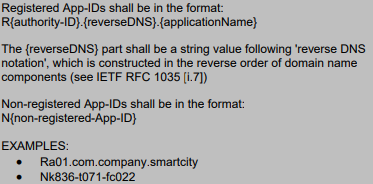 Registered App-IDs shall be in the format:
R{authority-ID}.{reverseDNS}.{applicationName}
The {reverseDNS} part shall be a string value following 'reverse DNS
notation', which is constructed in the reverse order of domain name
components (see IETF RFC 1035 [i.7])
Non-registered App-IDs shall be in the format:
N{non-registered-App-ID}
EXAMPLES:
• Ra01.com.company.smartcity
• Nk836-t071-fc022